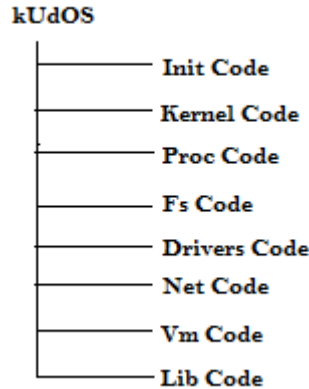 kUdOS
Init Code
Kernel Code
Proc Code
Fs Code
Drivers Code
Net Code
Vm Code
Lib Code